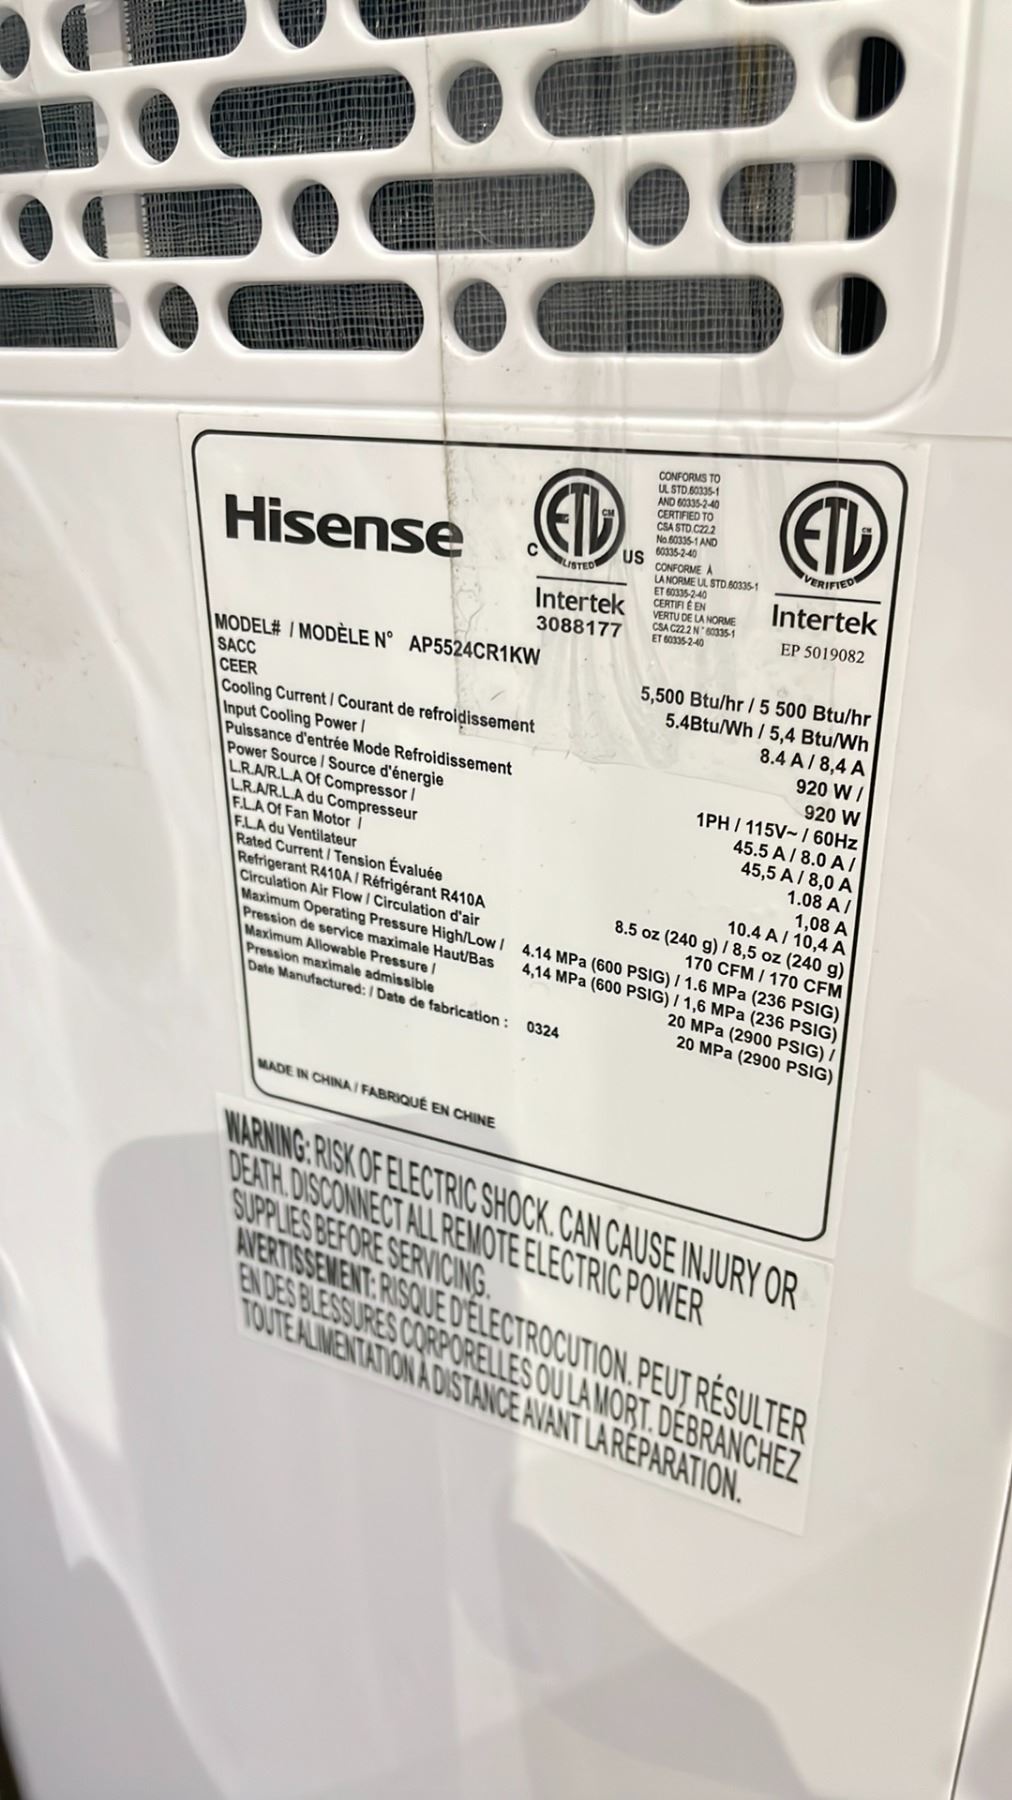 Hisense
C
ETL
CM
LISTED
US
Intertek
3088177
CONFORMS TO
UL STD.60335-1
AND 60335-2-40
CERTIFIED TO
CSA STD.C22.2
No.60335-1 AND
60335-2-40
CONFORME À
LA NORME UL STD.60335-1
ET 60335-2-40
CERTIFI É EN
VERTU DE LA NORME
CSA C22.2 N° 60335-1
ET 60335-2-40
ETL
CM
VERIFIED
Intertek
EP 5019082
MODEL# / MODÈLE N° AP5524CR1KW
SACC 5,500 Btu/hr / 5 500 Btu/hr
CEER 5.4Btu/Wh / 5,4 Btu/Wh
Cooling Current / Courant de refroidissement 8.4 A / 8,4 A
Input Cooling Power / 920 W /
Puissance d'entrée Mode Refroidissement 920 W
Power Source / Source d'énergie 1PH / 115V~ / 60Hz
L.R.A/R.L.A Of Compressor / 45.5 A / 8.0 A /
L.R.A/R.L.A du Compresseur 45,5 A / 8,0 A
F.L.A Of Fan Motor / 1.08 A /
F.L.A du Ventilateur 1,08 A
Rated Current / Tension Évaluée 10.4 A / 10,4 A
Refrigerant R410A / Réfrigérant R410A 8.5 oz (240 g) / 8,5 oz (240 g)
Circulation Air Flow / Circulation d'air 170 CFM / 170 CFM
Maximum Operating Pressure High/Low / 4.14 MPa (600 PSIG) / 1.6 MPa (236 PSIG)
Pression de service maximale Haut/Bas 4,14 MPa (600 PSIG) / 1,6 MPa (236 PSIG)
Maximum Allowable Pressure / 20 MPa (2900 PSIG) /
Pression maximale admissible 20 MPa (2900 PSIG)
Date Manufactured: / Date de fabrication : 0324
MADE IN CHINA / FABRIQUÉ EN CHINE
WARNING: RISK OF ELECTRIC SHOCK. CAN CAUSE INJURY OR
DEATH. DISCONNECT ALL REMOTE ELECTRIC POWER
SUPPLIES BEFORE SERVICING.
AVERTISSEMENT: RISQUE D'ÉLECTROCUTION. PEUT RÉSULTER
EN DES BLESSURES CORPORELLES OU LA MORT. DÉBRANCHEZ
TOUTE ALIMENTATION À DISTANCE AVANT LA RÉPARATION.